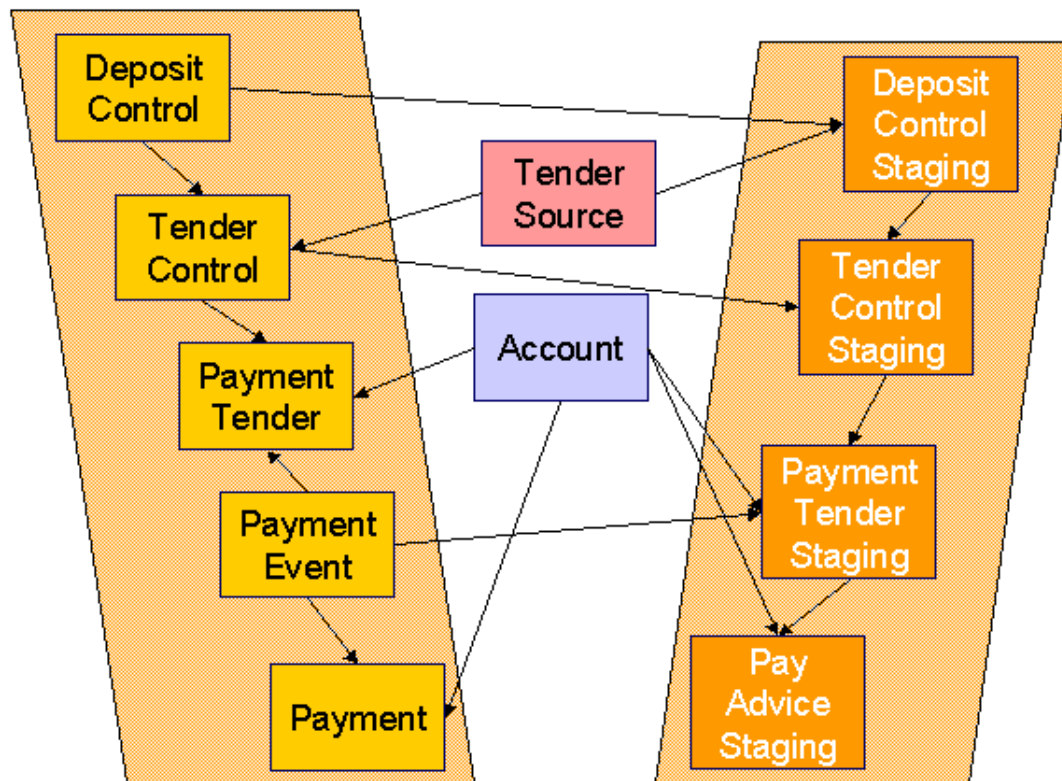 Deposit
Control
Tender
Control
Payment
Tender
Payment
Event
Payment
Tender
Source
Account
Deposit
Control
Staging
Tender
Control
Staging
Payment
Tender
Staging
Pay
Advice
Staging